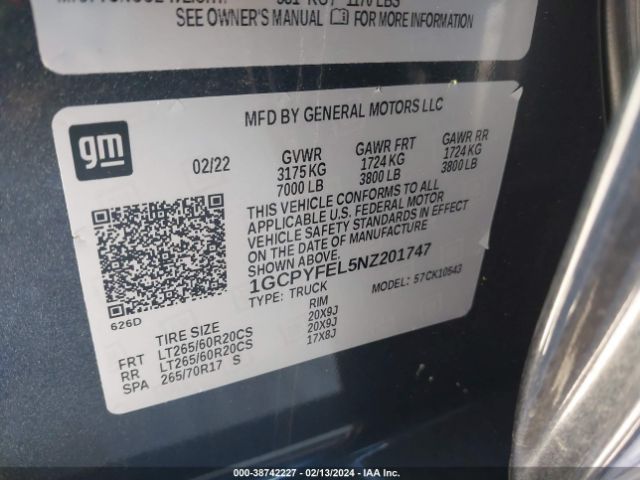 SEE OWNER'S MANUAL FOR MORE INFORMATION
gm
MFD BY GENERAL MOTORS LLC
02/22
GVWR GAWR FRT GAWR RR
3175 KG 1724 KG 1724 KG
7000 LB 3800 LB 3800 LB
THIS VEHICLE CONFORMS TO ALL
APPLICABLE U.S. FEDERAL MOTOR
VEHICLE SAFETY STANDARDS IN EFFECT
ON THE DATE OF MANUFACTURE
SHOWN ABOVE.
1GCPYFEL5NZ201747
TYPE: TRUCK MODEL: 57CK10543
626D
TIRE SIZE RIM
FRT LT265/60R20CS 20X9J
RR LT265/60R20CS 20X9J
SPA 265/70R17 S 17X8J
000-38742227 - 02/13/2024 - IAA Inc.